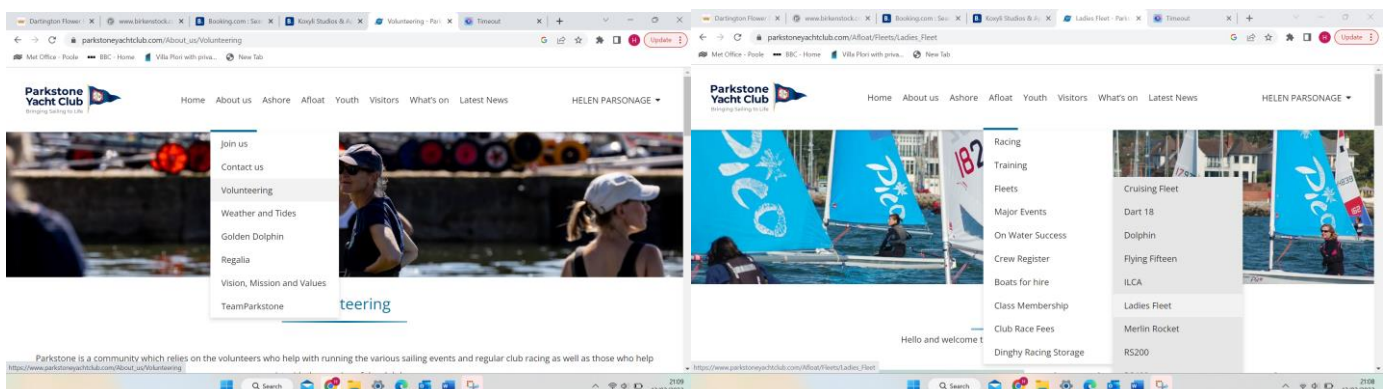 Dartington Flower
www.birkenstock.c
Booking.com : Sea
Koxyli Studios & A
Volunteering - Par
Timeout
parkstoneyachtclub.com/About_us/Volunteering
Update
Met Office - Poole
BBC - Home
Villa Plori with priva...
New Tab
Parkstone
Yacht Club
Bringing Sailing to Life
Home About us Ashore Afloat Youth Visitors What's on Latest News
HELEN PARSONAGE
Join us
Contact us
Volunteering
Weather and Tides
Golden Dolphin
Regalia
Vision, Mission and Values
TeamParkstone
teering
Parkstone is a community which relies on the volunteers who help with running the various sailing events and regular club racing as well as those who help
https://www.parkstoneyachtclub.com/About_us/Volunteering
Search
21:09
Dartington Flower
www.birkenstock.c
Booking.com : Sea
Koxyli Studios & A
Ladies Fleet - Park
Timeout
parkstoneyachtclub.com/Afloat/Fleets/Ladies_Fleet
Update
Met Office - Poole
BBC - Home
Villa Plori with priva...
New Tab
Parkstone
Yacht Club
Bringing Sailing to Life
Home About us Ashore Afloat Youth Visitors What's on Latest News
HELEN PARSONAGE
PICO
182
Racing
Training
Fleets
Major Events
On Water Success
Crew Register
Boats for hire
Class Membership
Club Race Fees
Dinghy Racing Storage
Cruising Fleet
Dart 18
Dolphin
Flying Fifteen
ILCA
Ladies Fleet
Merlin Rocket
RS200
Hello and welcome t
https://www.parkstoneyachtclub.com/Afloat/Fleets/Ladies_Fleet
Search
21:08